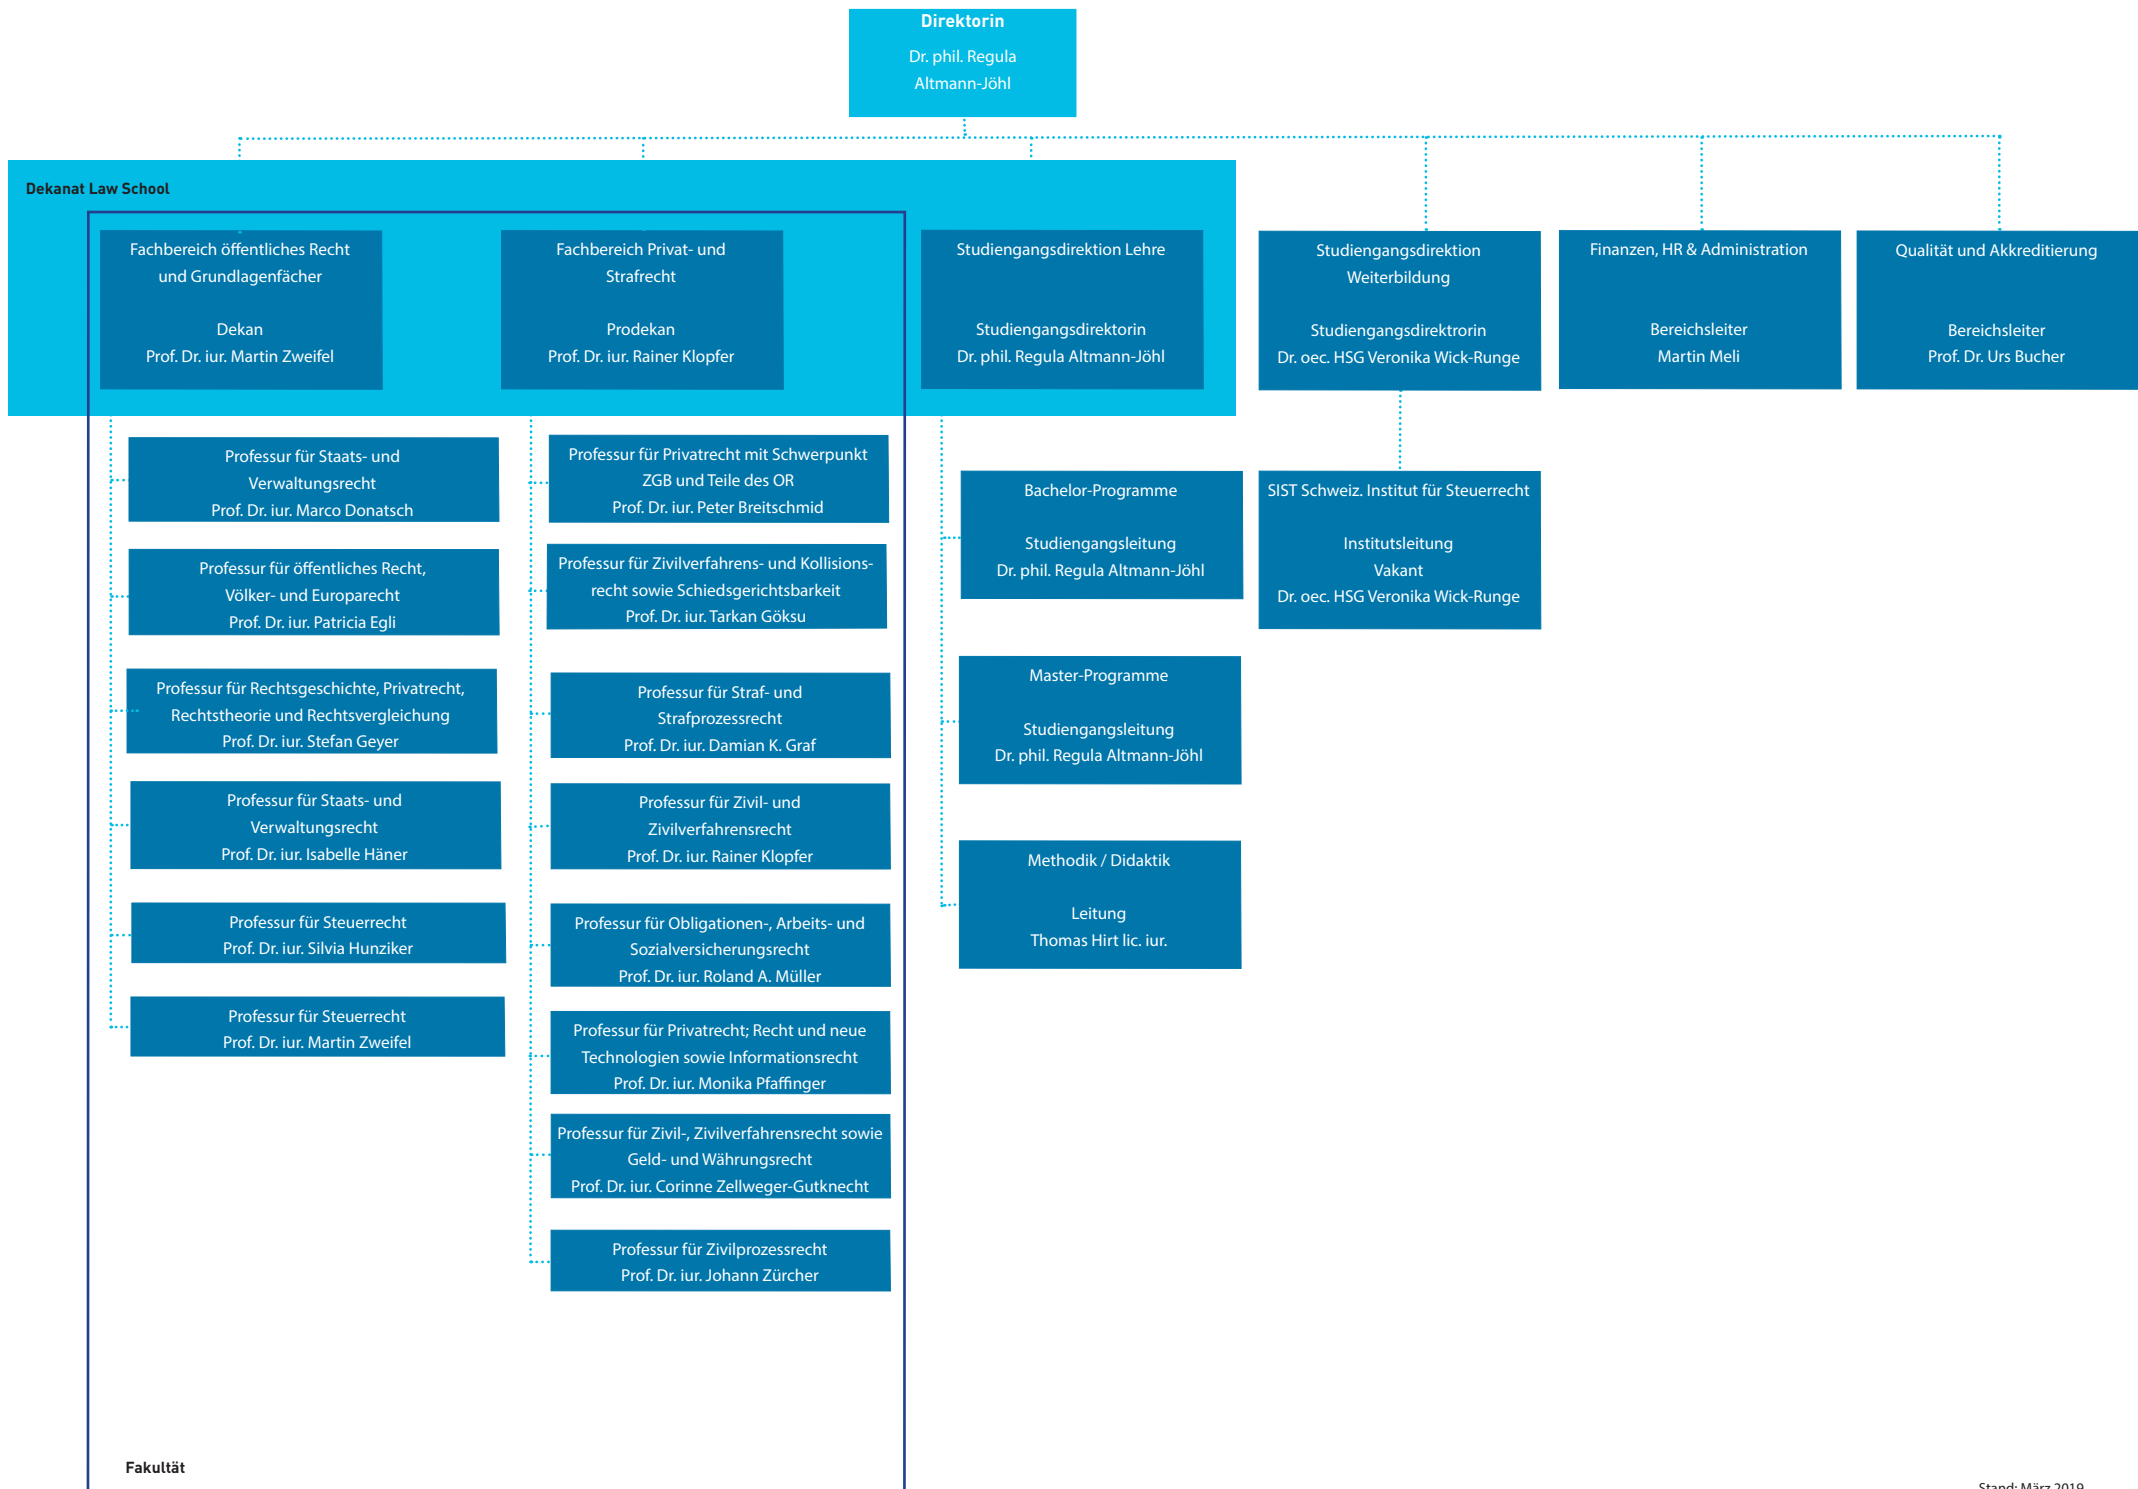 Direktorin
Dr. phil. Regula
Altmann-Jöhl
Dekanat Law School
Fachbereich öffentliches Recht
und Grundlagenfächer
Dekan
Prof. Dr. iur. Martin Zweifel
Fachbereich Privat- und
Strafrecht
Prodekan
Prof. Dr. iur. Rainer Klopfer
Studiengangsdirektion Lehre
Studiengangsdirektorin
Dr. phil. Regula Altmann-Jöhl
Studiengangsdirektion
Weiterbildung
Studiengangsdirektrorin
Dr. oec. HSG Veronika Wick-Runge
Finanzen, HR & Administration
Bereichsleiter
Martin Meli
Qualität und Akkreditierung
Bereichsleiter
Prof. Dr. Urs Bucher
Professur für Staats- und
Verwaltungsrecht
Prof. Dr. iur. Marco Donatsch
Professur für öffentliches Recht,
Völker- und Europarecht
Prof. Dr. iur. Patricia Egli
Professur für Rechtsgeschichte, Privatrecht,
Rechtstheorie und Rechtsvergleichung
Prof. Dr. iur. Stefan Geyer
Professur für Staats- und
Verwaltungsrecht
Prof. Dr. iur. Isabelle Häner
Professur für Steuerrecht
Prof. Dr. iur. Silvia Hunziker
Professur für Steuerrecht
Prof. Dr. iur. Martin Zweifel
Professur für Privatrecht mit Schwerpunkt
ZGB und Teile des OR
Prof. Dr. iur. Peter Breitschmid
Professur für Zivilverfahrens- und Kollisions-
recht sowie Schiedsgerichtsbarkeit
Prof. Dr. iur. Tarkan Göksu
Professur für Straf- und
Strafprozessrecht
Prof. Dr. iur. Damian K. Graf
Professur für Zivil- und
Zivilverfahrensrecht
Prof. Dr. iur. Rainer Klopfer
Professur für Obligationen-, Arbeits- und
Sozialversicherungsrecht
Prof. Dr. iur. Roland A. Müller
Professur für Privatrecht; Recht und neue
Technologien sowie Informationsrecht
Prof. Dr. iur. Monika Pfaffinger
Professur für Zivil-, Zivilverfahrensrecht sowie
Geld- und Währungsrecht
Prof. Dr. iur. Corinne Zellweger-Gutknecht
Professur für Zivilprozessrecht
Prof. Dr. iur. Johann Zürcher
Bachelor-Programme
Studiengangsleitung
Dr. phil. Regula Altmann-Jöhl
Master-Programme
Studiengangsleitung
Dr. phil. Regula Altmann-Jöhl
Methodik / Didaktik
Leitung
Thomas Hirt lic. iur.
SIST Schweiz. Institut für Steuerrecht
Institutsleitung
Vakant
Dr. oec. HSG Veronika Wick-Runge
Fakultät
Stand: März 2019